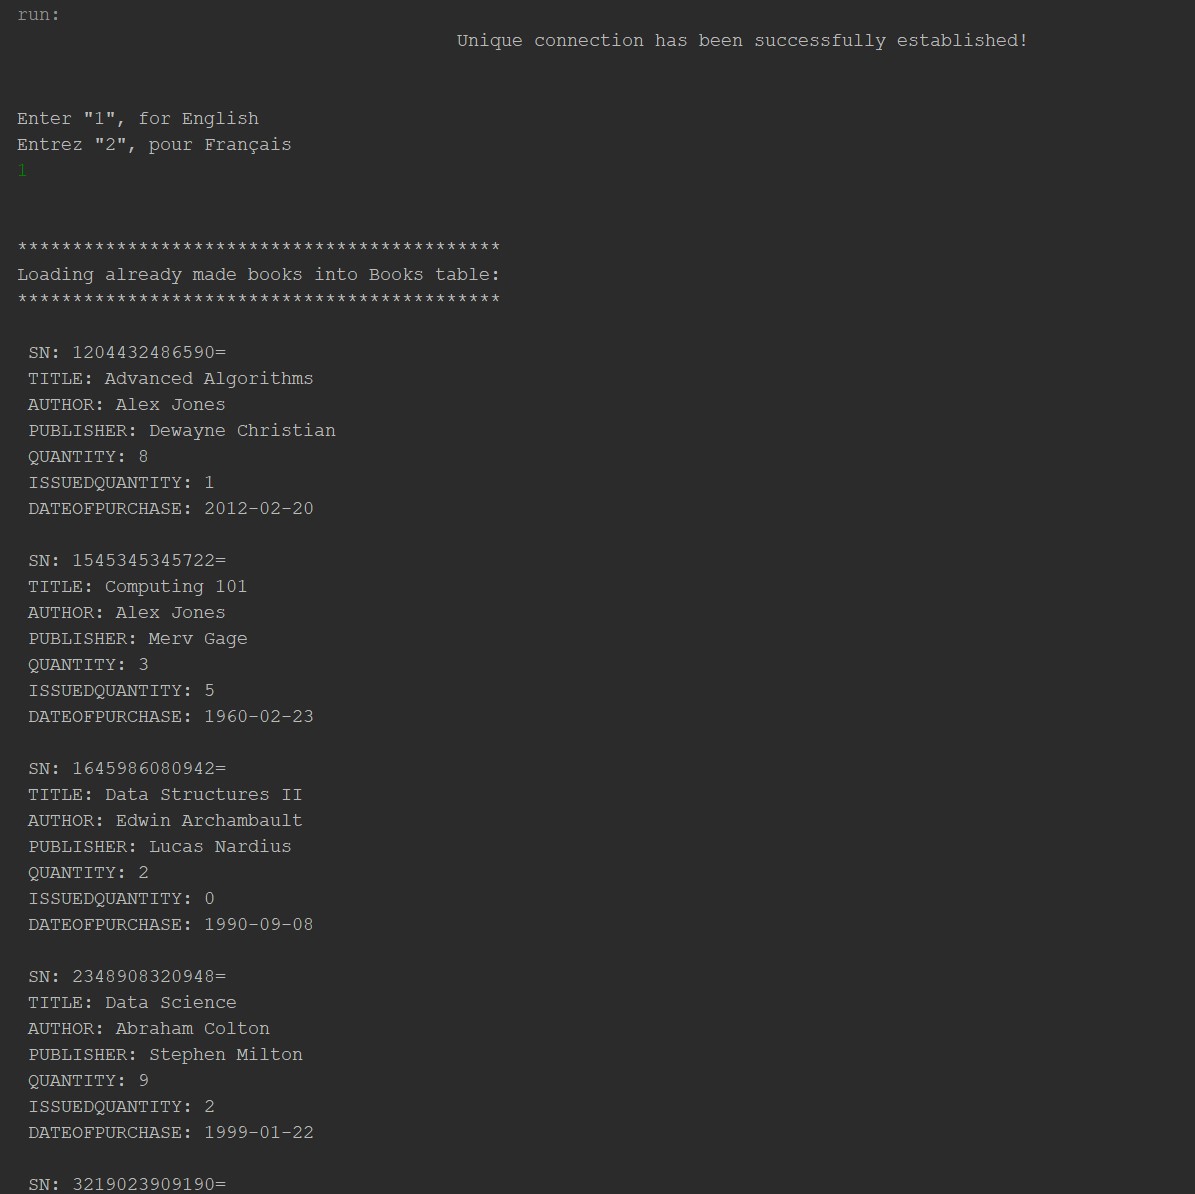 run:
Unique connection has been successfully established!
Enter "1", for English
Entrez "2", pour Français
1
********************************************
Loading already made books into Books table:
********************************************
SN: 1204432486590=
TITLE: Advanced Algorithms
AUTHOR: Alex Jones
PUBLISHER: Dewayne Christian
QUANTITY: 8
ISSUEDQUANTITY: 1
DATEOFPURCHASE: 2012-02-20
SN: 1545345345722=
TITLE: Computing 101
AUTHOR: Alex Jones
PUBLISHER: Merv Gage
QUANTITY: 3
ISSUEDQUANTITY: 5
DATEOFPURCHASE: 1960-02-23
SN: 1645986080942=
TITLE: Data Structures II
AUTHOR: Edwin Archambault
PUBLISHER: Lucas Nardius
QUANTITY: 2
ISSUEDQUANTITY: 0
DATEOFPURCHASE: 1990-09-08
SN: 2348908320948=
TITLE: Data Science
AUTHOR: Abraham Colton
PUBLISHER: Stephen Milton
QUANTITY: 9
ISSUEDQUANTITY: 2
DATEOFPURCHASE: 1999-01-22
SN: 3219023909190=